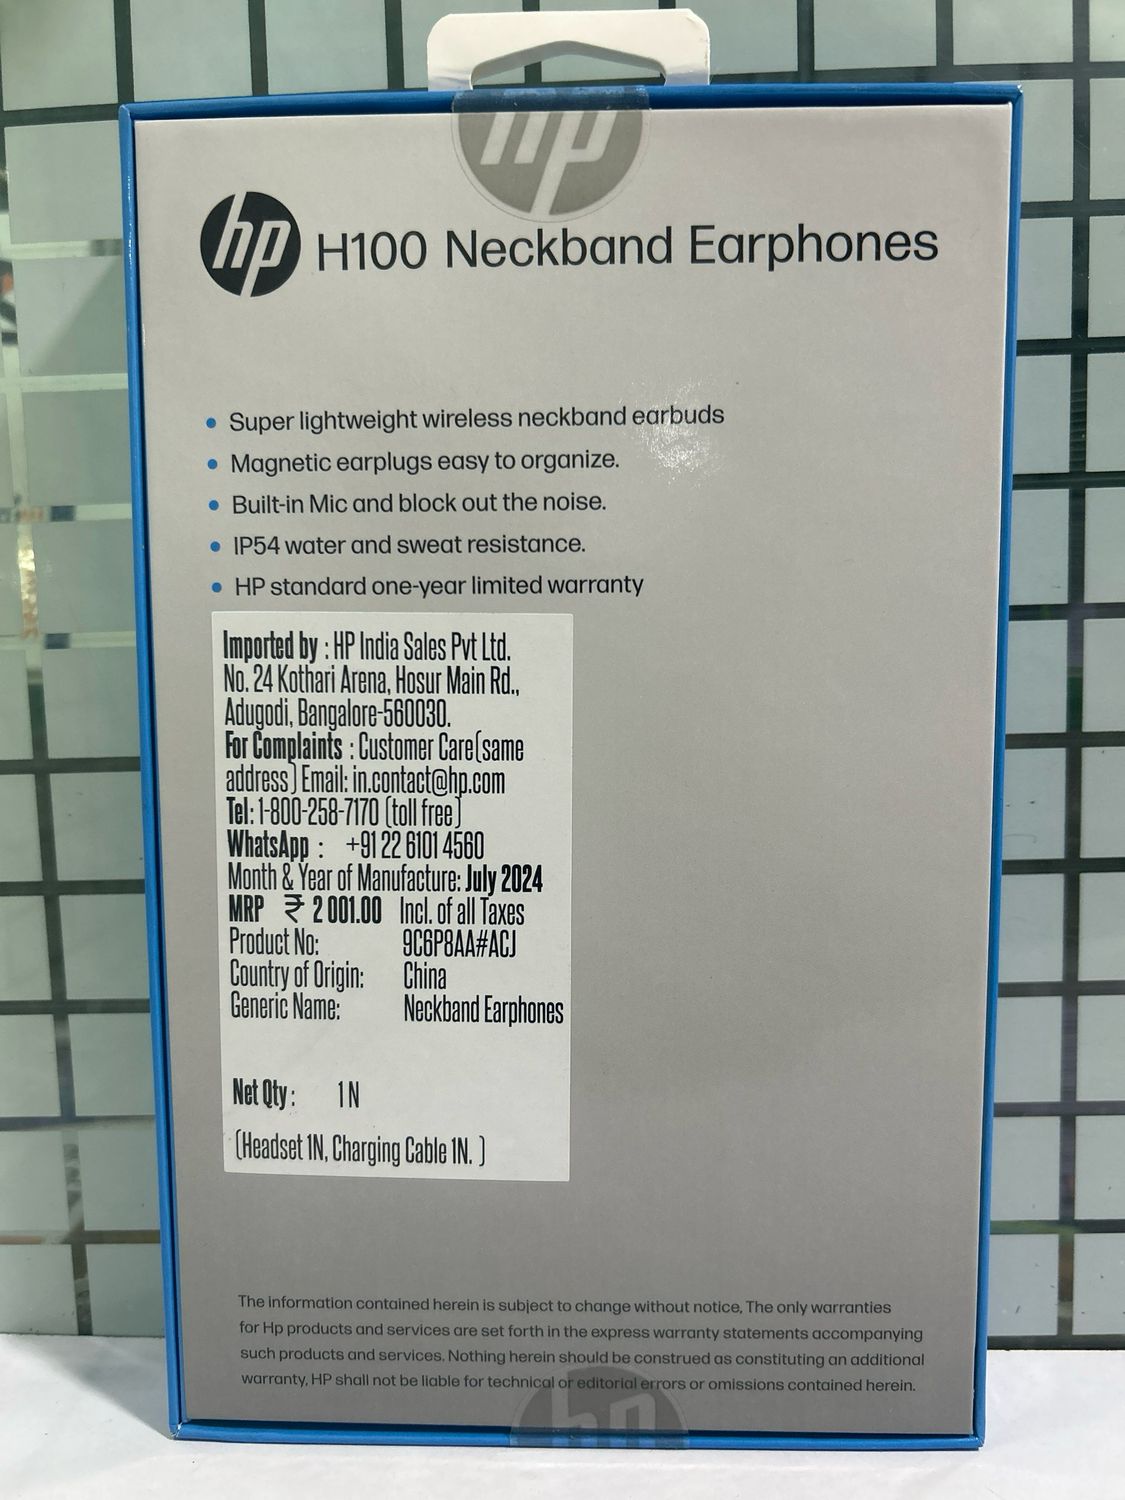 hp
hp H100 Neckband Earphones
• Super lightweight wireless neckband earbuds
• Magnetic earplugs easy to organize.
• Built-in Mic and block out the noise.
• IP54 water and sweat resistance.
• HP standard one-year limited warranty
Imported by : HP India Sales Pvt Ltd.
No. 24 Kothari Arena, Hosur Main Rd.,
Adugodi, Bangalore-560030.
For Complaints : Customer Care(same
address) Email: in.contact@hp.com
Tel: 1-800-258-7170 (toll free)
WhatsApp : +91 22 6101 4560
Month & Year of Manufacture: July 2024
MRP ₹ 2 001.00 Incl. of all Taxes
Product No: 9C6P8AA#ACJ
Country of Origin: China
Generic Name: Neckband Earphones
Net Qty : 1 N
(Headset 1N, Charging Cable 1N. )
The information contained herein is subject to change without notice, The only warranties
for Hp products and services are set forth in the express warranty statements accompanying
such products and services. Nothing herein should be construed as constituting an additional
warranty, HP shall not be liable for technical or editorial errors or omissions contained herein.
hp